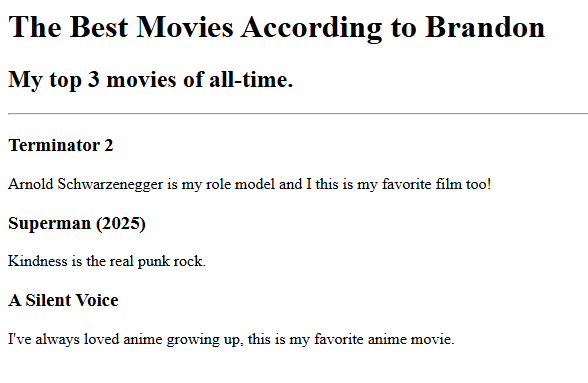 The Best Movies According to Brandon
My top 3 movies of all-time.
Terminator 2
Arnold Schwarzenegger is my role model and I this is my favorite film too!
Superman (2025)
Kindness is the real punk rock.
A Silent Voice
I've always loved anime growing up, this is my favorite anime movie.